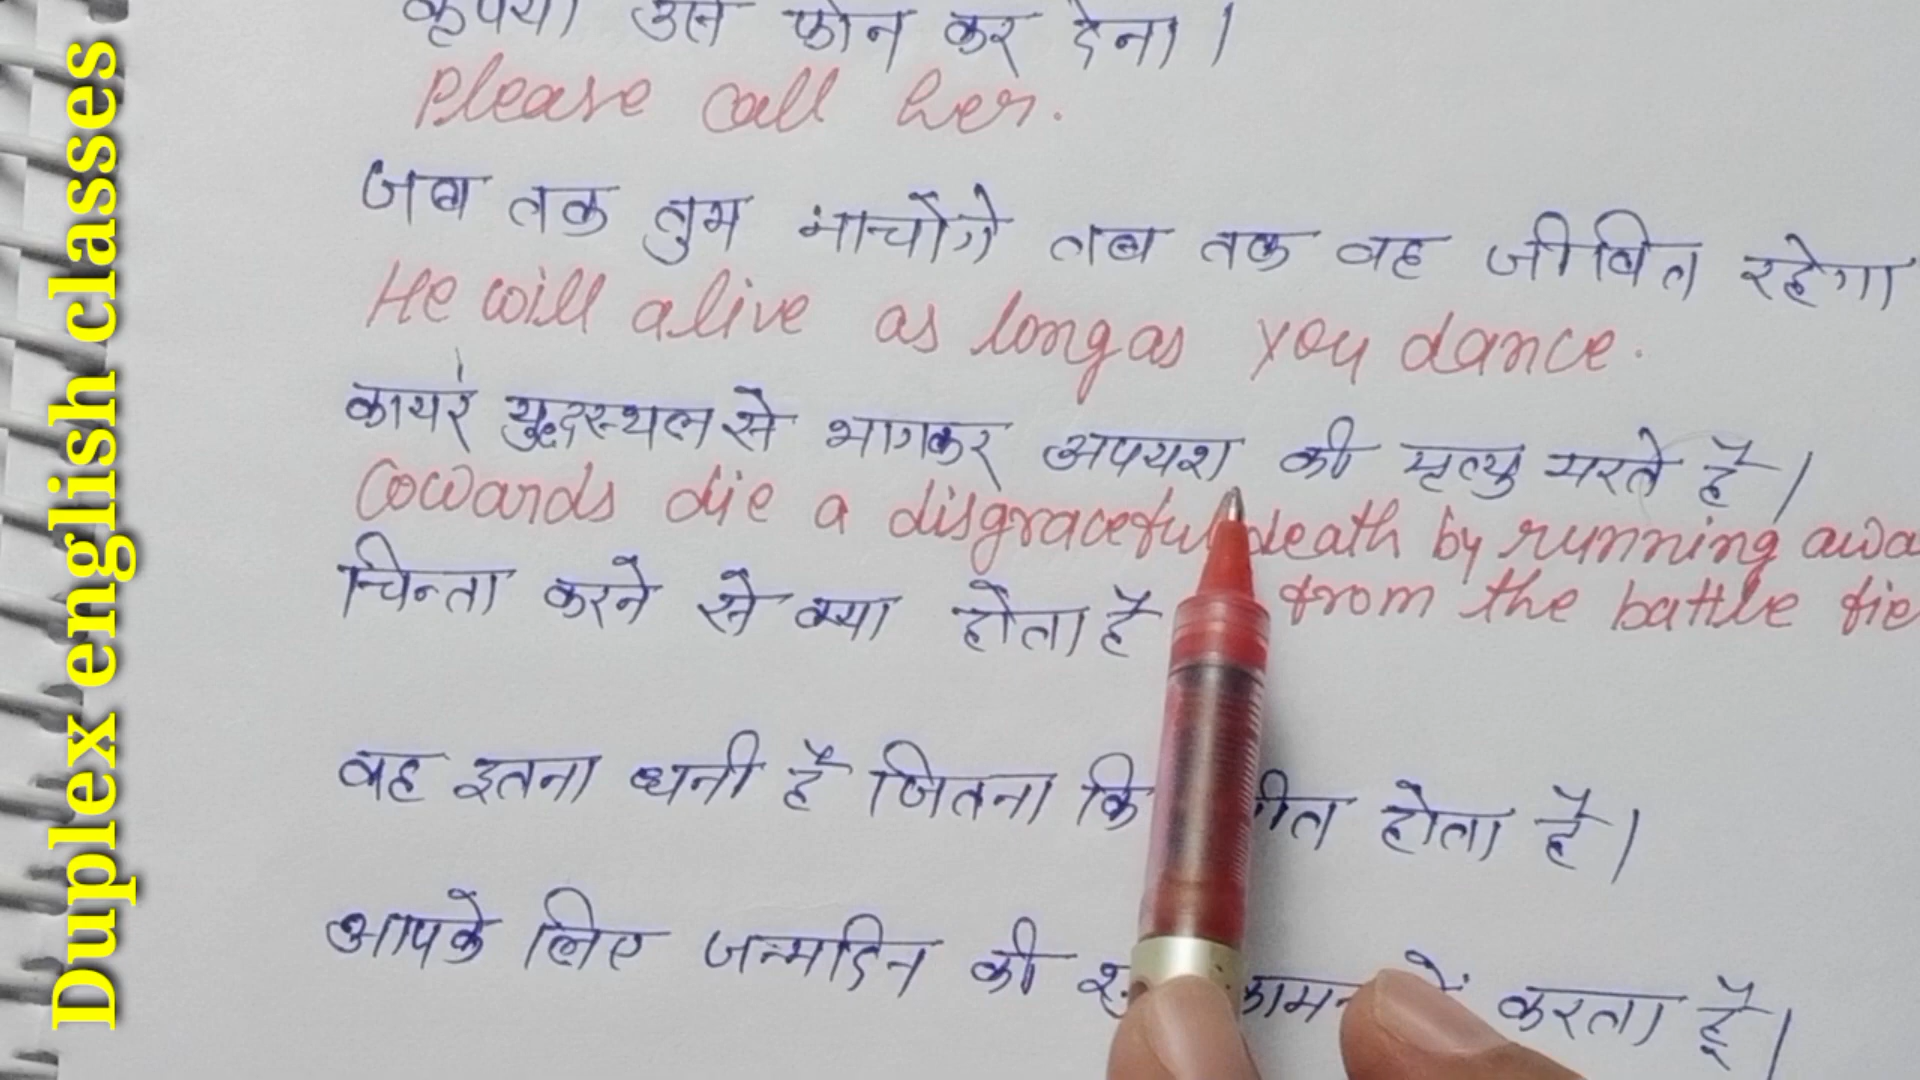 Duplex english classes
कृपया उसे फोन कर देना।
Please call her.
जब तक तुम नाचोगे तब तक वह जीवित रहेगा
He will alive as long as you dance.
कायर युद्धस्थल से भागकर अपयश की मृत्यु मरते है।
Cowards die a disgraceful death by running
from the battle
चिन्ता करने से क्या होता है
वह इतना धनी है जितना कि होता है।
आपके लिए जन्मदिन की करता हूँ।